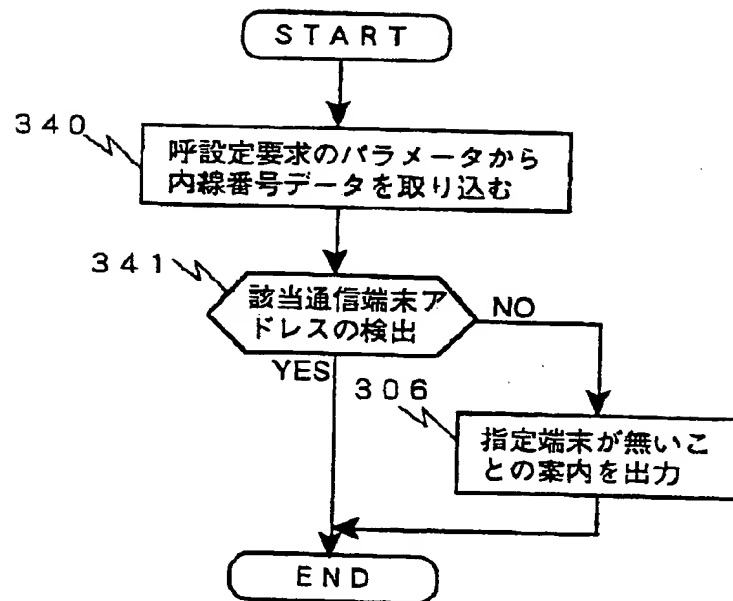 START
340
呼設定要求のパラメータから
内線番号データを取り込む
341
該当通信端末ア
ドレスの検出
NO
YES
306
指定端末が無いこ
との案内を出力
END